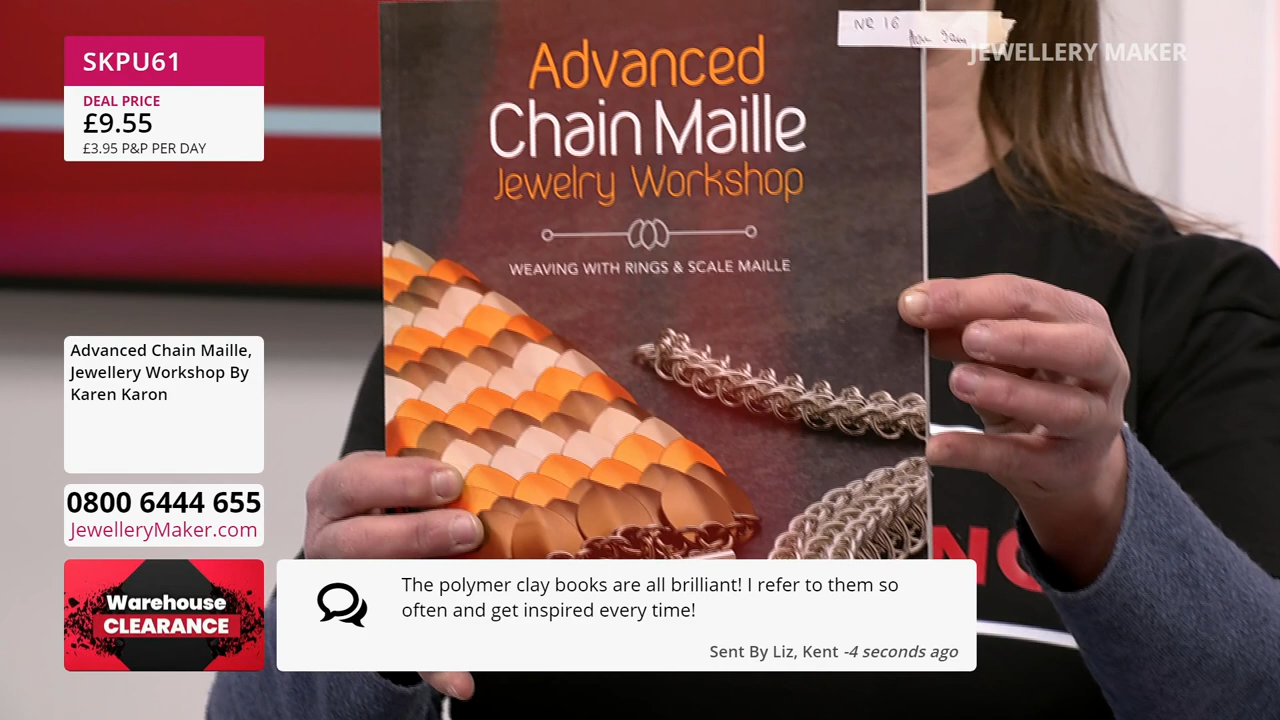 SKPU61
DEAL PRICE
£9.55
£3.95 P&P PER DAY
NR 16
JEWELLERY MAKER
Advanced
Chain Maille
Jewelry Workshop
WEAVING WITH RINGS & SCALE MAILLE
Advanced Chain Maille,
Jewellery Workshop By
Karen Karon
0800 6444 655
JewelleryMaker.com
Warehouse
CLEARANCE
The polymer clay books are all brilliant! I refer to them so
often and get inspired every time!
Sent By Liz, Kent -4 seconds ago